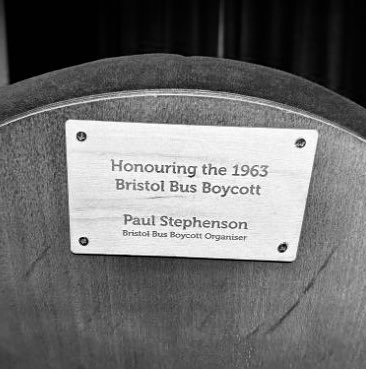 Honouring the 1963
Bristol Bus Boycott
Paul Stephenson
Bristol Bus Boycott Organiser